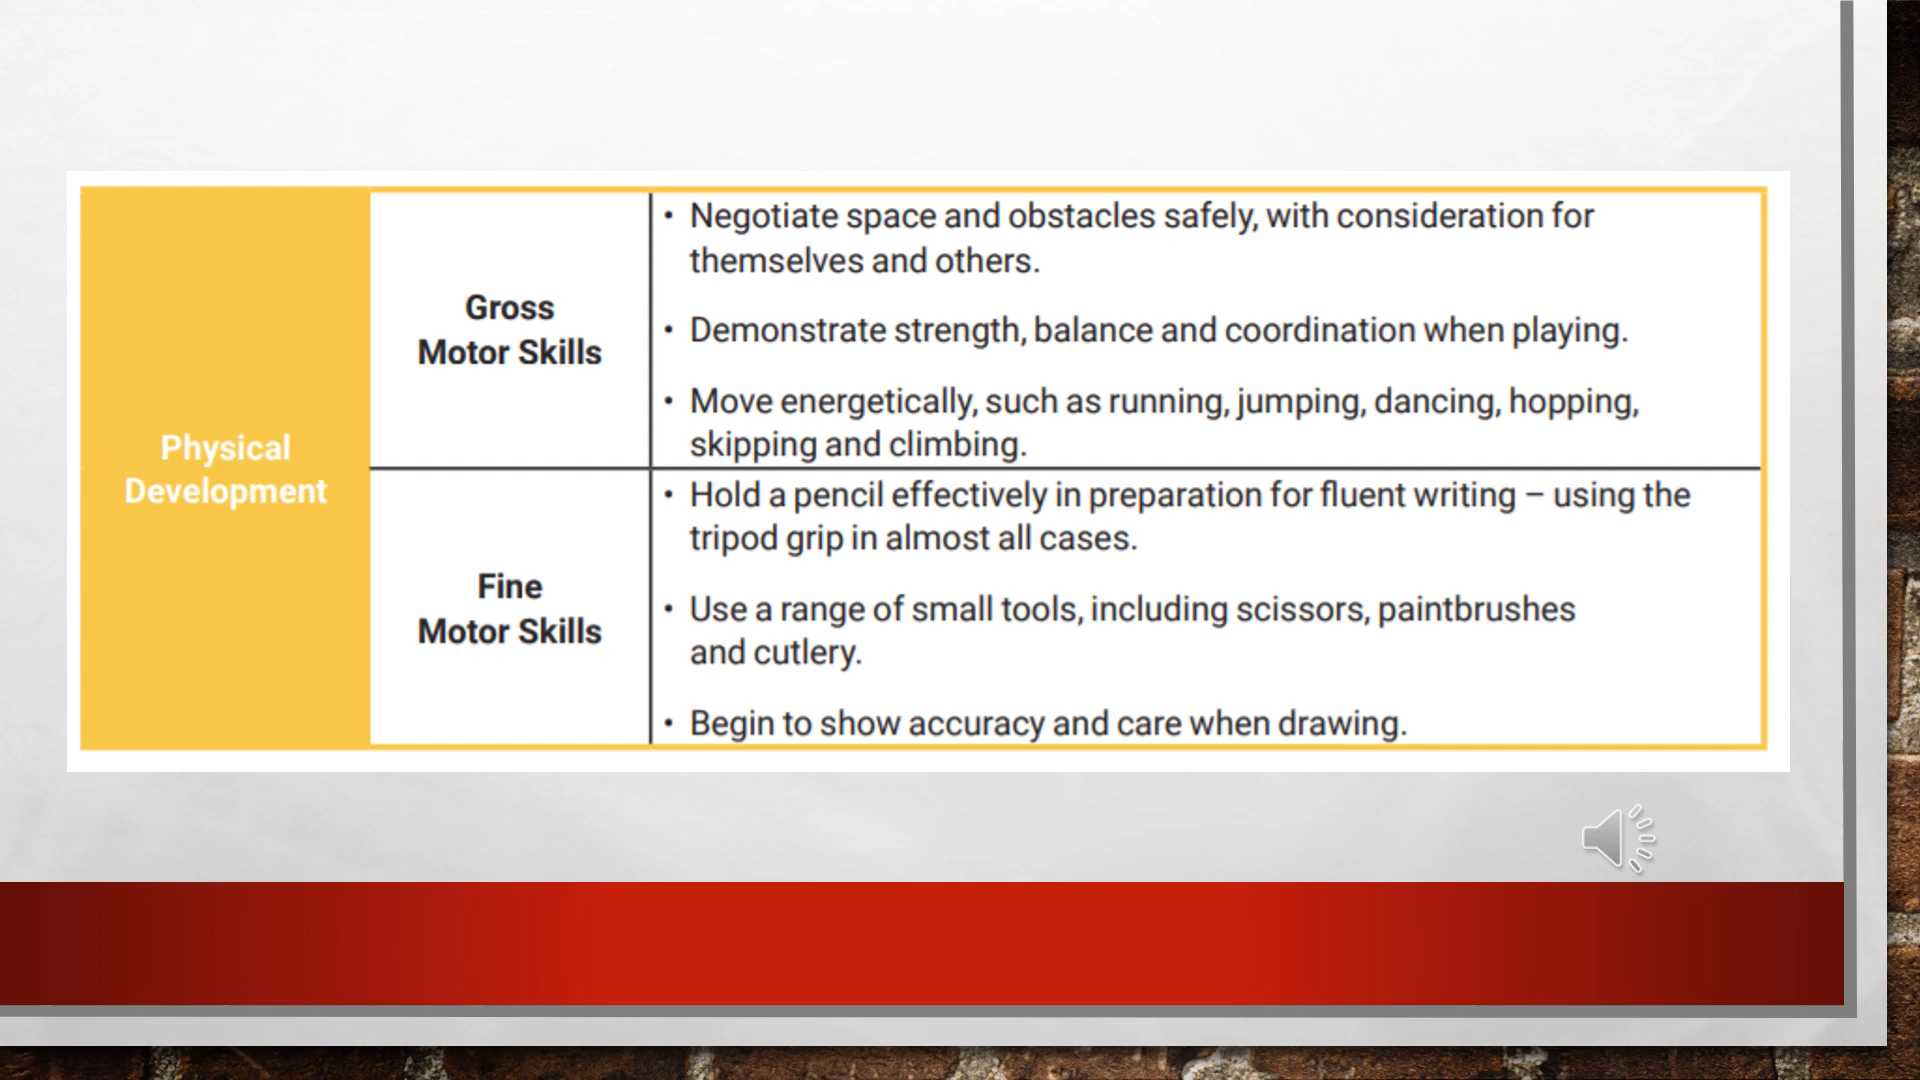 Physical
Development
Gross
Motor Skills
• Negotiate space and obstacles safely, with consideration for
themselves and others.
• Demonstrate strength, balance and coordination when playing.
• Move energetically, such as running, jumping, dancing, hopping,
skipping and climbing.
Fine
Motor Skills
• Hold a pencil effectively in preparation for fluent writing – using the
tripod grip in almost all cases.
• Use a range of small tools, including scissors, paintbrushes
and cutlery.
• Begin to show accuracy and care when drawing.